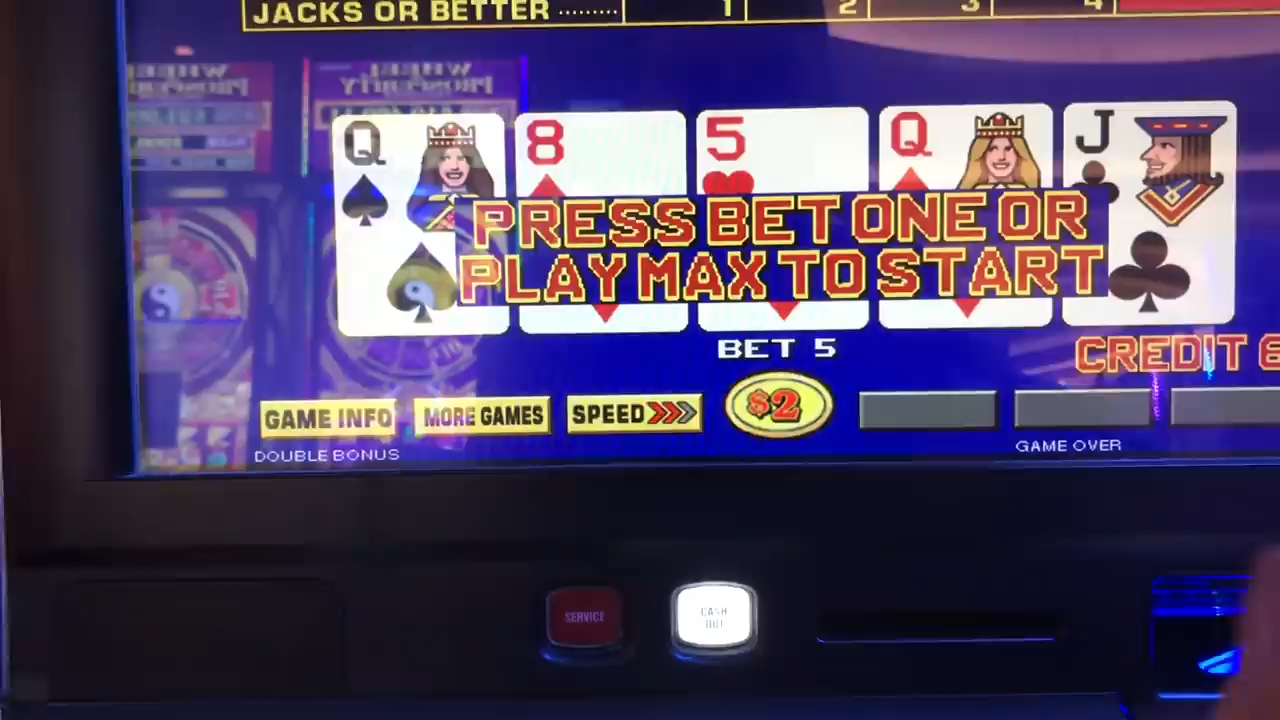 JACKS OR BETTER ......... 1 2 3 4
Q 8 5 Q J
PRESS BET ONE OR
PLAY MAX TO START
BET 5
CREDIT 6
GAME INFO MORE GAMES SPEED $2
DOUBLE BONUS GAME OVER
SERVICE CASH OUT